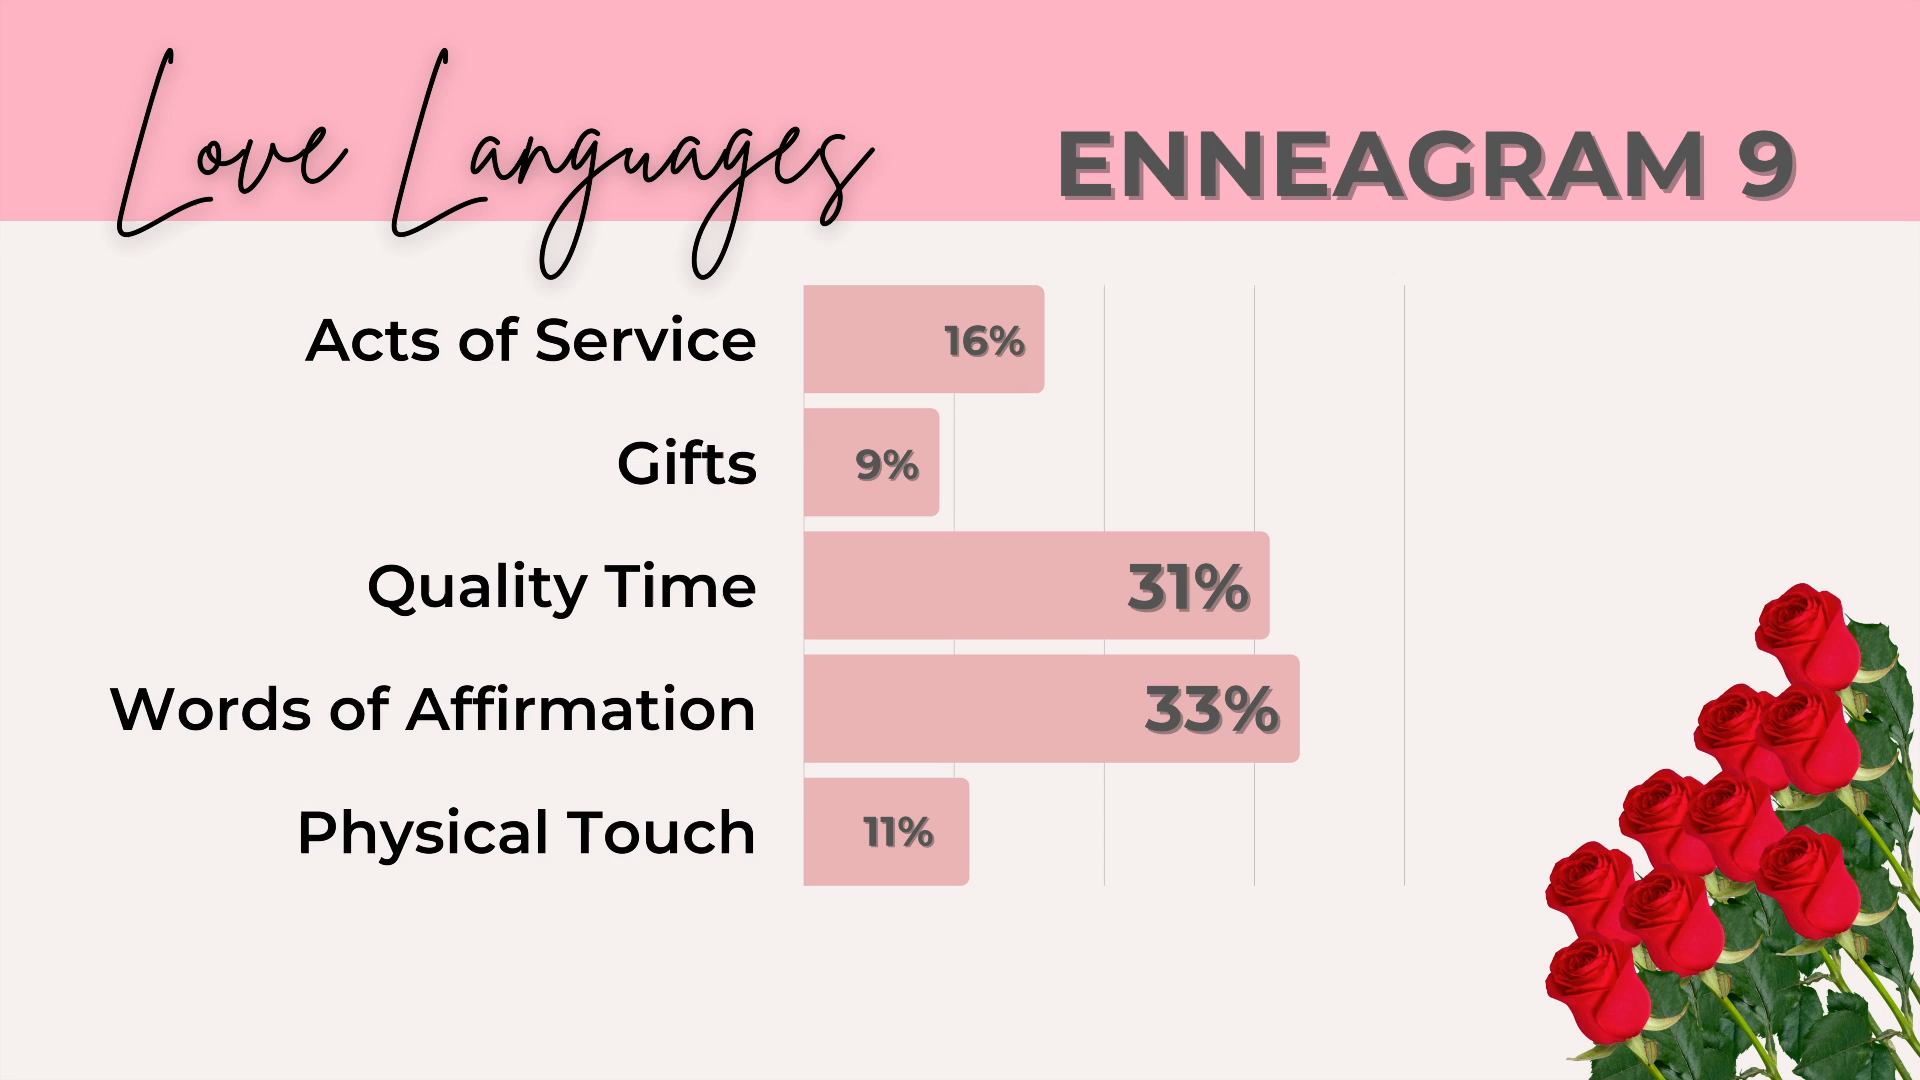 Love Languages
ENNEAGRAM 9
Acts of Service 16%
Gifts 9%
Quality Time 31%
Words of Affirmation 33%
Physical Touch 11%